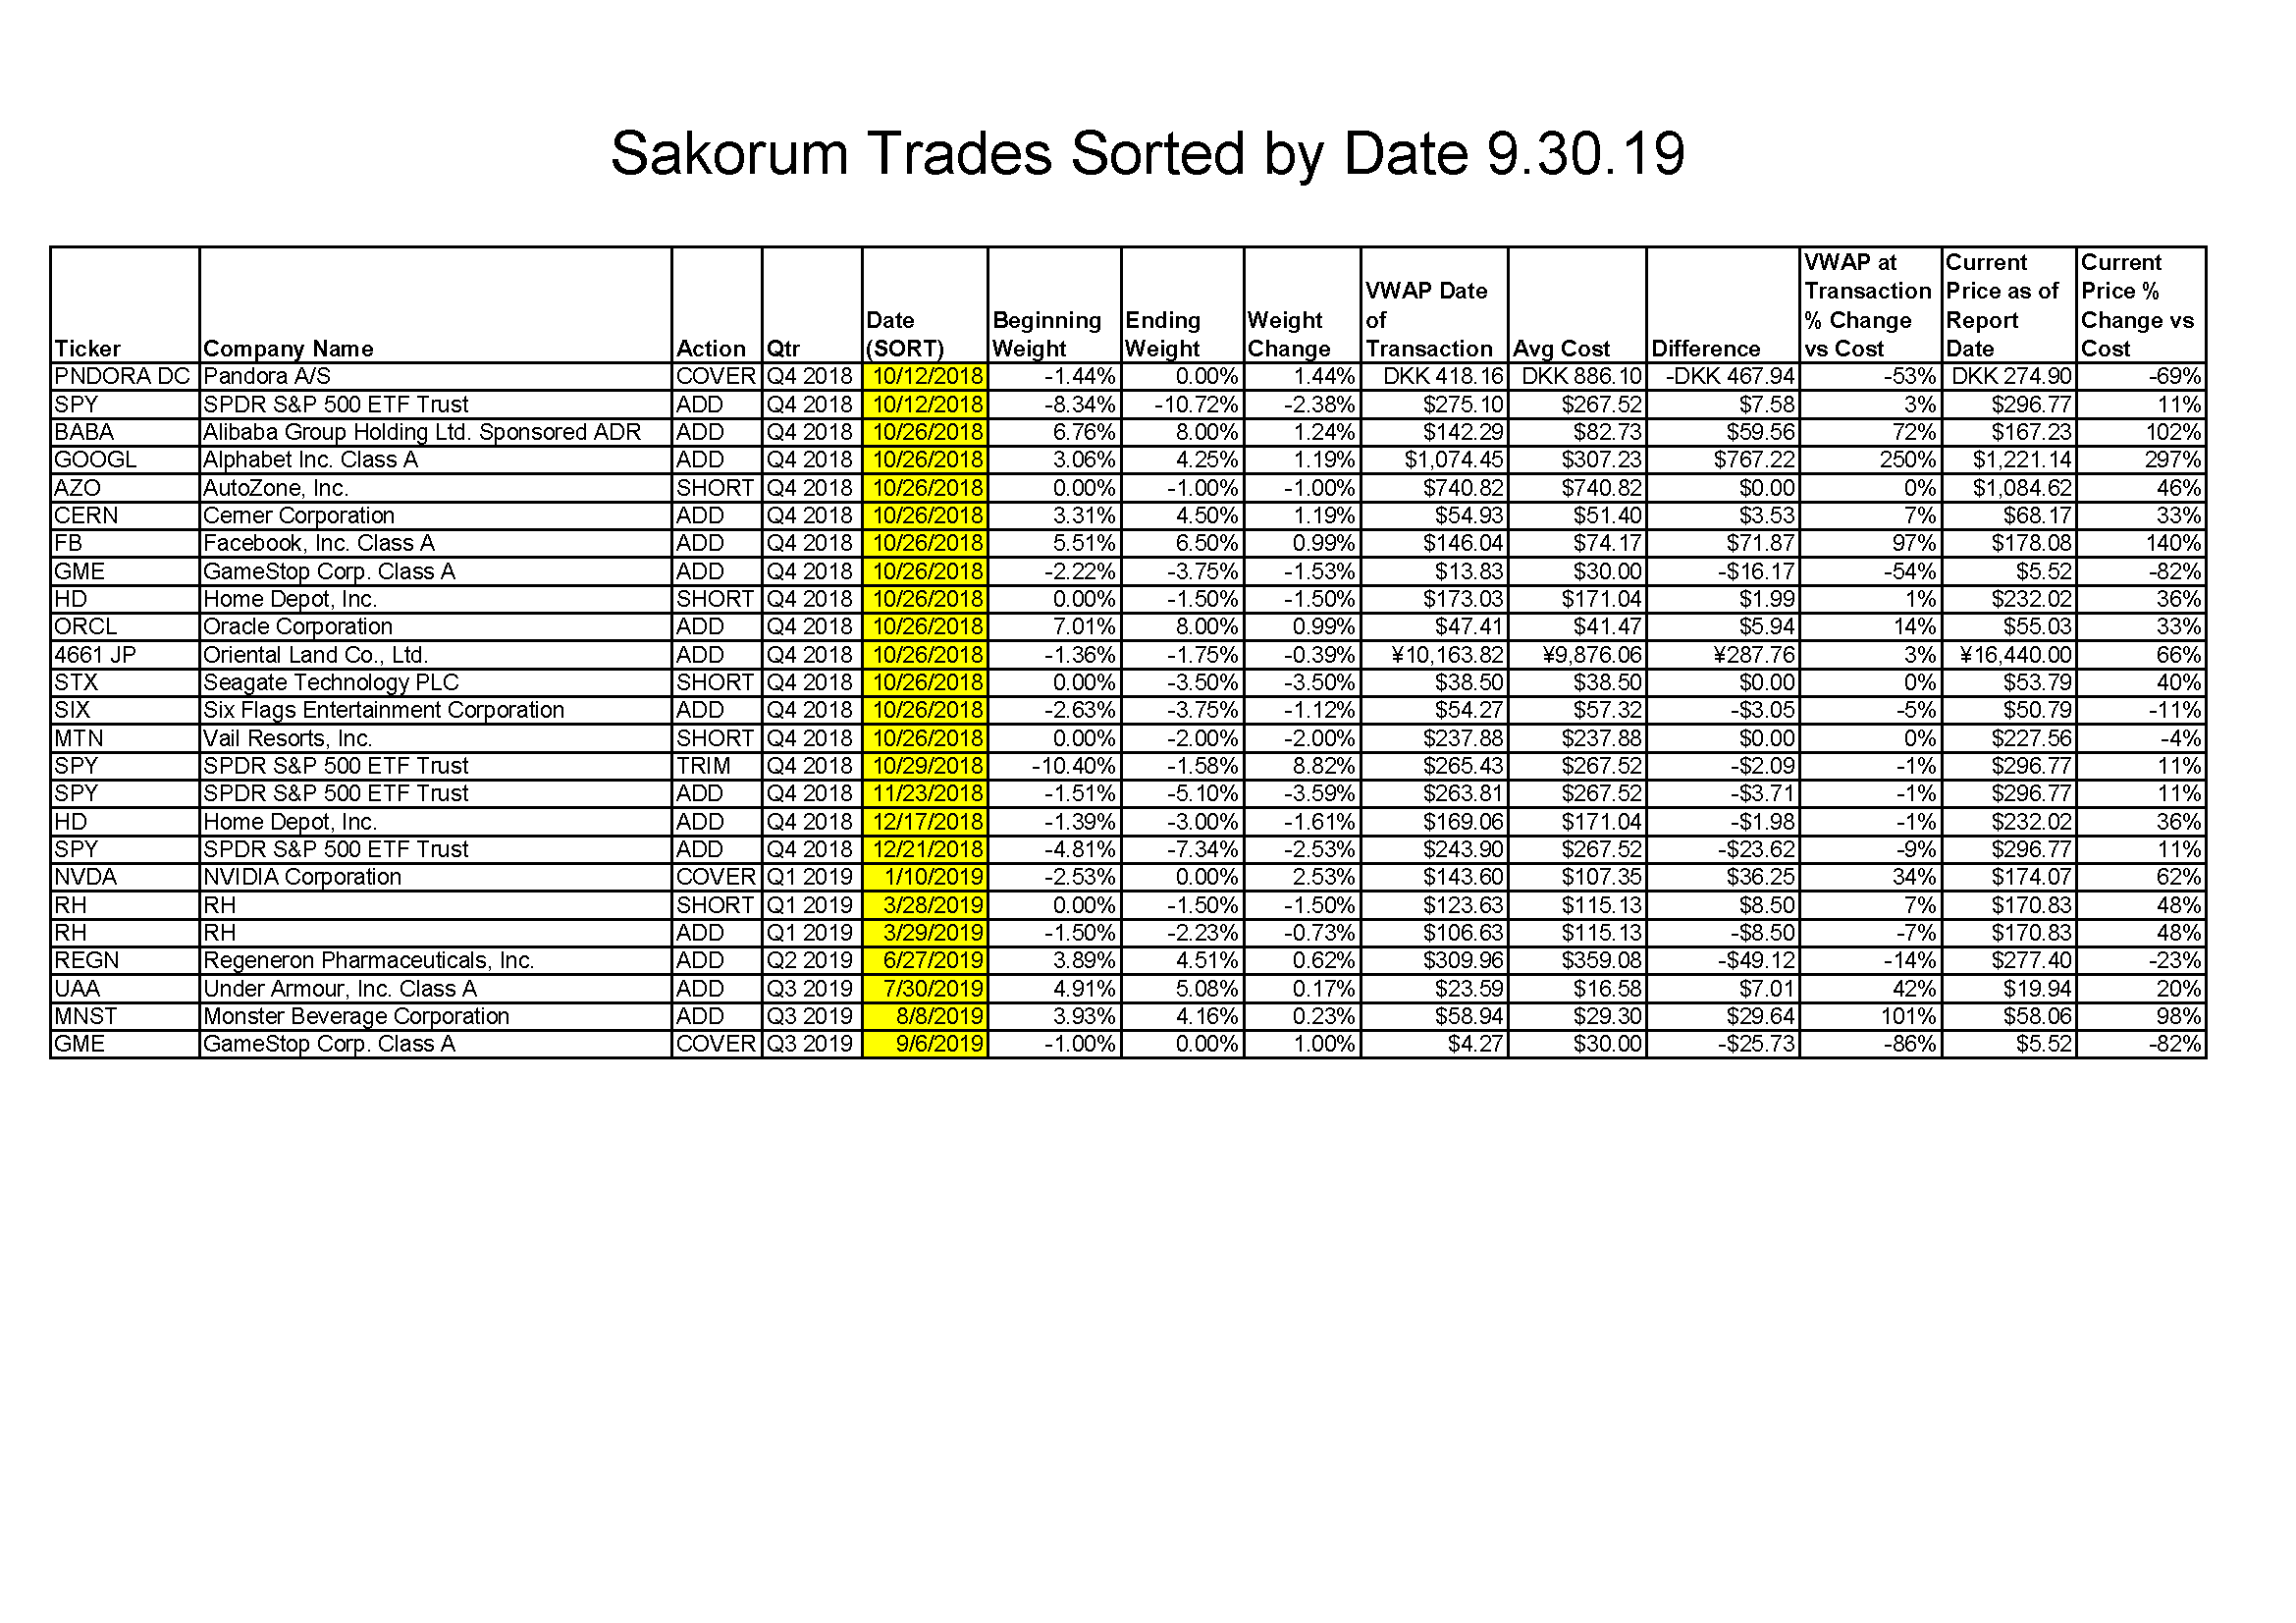 Sakorum Trades Sorted by Date 9.30.19
Ticker Company Name Action Qtr Date (SORT) Beginning Weight Ending Weight Weight Change VWAP Date of Transaction Avg Cost Difference VWAP at Transaction % Change vs Cost Current Price as of Report Date Current Price % Change vs Cost
PNDORA DC Pandora A/S COVER Q4 2018 10/12/2018 -1.44% 0.00% 1.44% DKK 418.16 DKK 886.10 -DKK 467.94 -53% DKK 274.90 -69%
SPY SPDR S&P 500 ETF Trust ADD Q4 2018 10/12/2018 -8.34% -10.72% -2.38% $275.10 $267.52 $7.58 3% $296.77 11%
BABA Alibaba Group Holding Ltd. Sponsored ADR ADD Q4 2018 10/26/2018 6.76% 8.00% 1.24% $142.29 $82.73 $59.56 72% $167.23 102%
GOOGL Alphabet Inc. Class A ADD Q4 2018 10/26/2018 3.06% 4.25% 1.19% $1,074.45 $307.23 $767.22 250% $1,221.14 297%
AZO AutoZone, Inc. SHORT Q4 2018 10/26/2018 0.00% -1.00% -1.00% $740.82 $740.82 $0.00 0% $1,084.62 46%
CERN Cerner Corporation ADD Q4 2018 10/26/2018 3.31% 4.50% 1.19% $54.93 $51.40 $3.53 7% $68.17 33%
FB Facebook, Inc. Class A ADD Q4 2018 10/26/2018 5.51% 6.50% 0.99% $146.04 $74.17 $71.87 97% $178.08 140%
GME GameStop Corp. Class A ADD Q4 2018 10/26/2018 -2.22% -3.75% -1.53% $13.83 $30.00 -$16.17 -54% $5.52 -82%
HD Home Depot, Inc. SHORT Q4 2018 10/26/2018 0.00% -1.50% -1.50% $173.03 $171.04 $1.99 1% $232.02 36%
ORCL Oracle Corporation ADD Q4 2018 10/26/2018 7.01% 8.00% 0.99% $47.41 $41.47 $5.94 14% $55.03 33%
4661 JP Oriental Land Co., Ltd. ADD Q4 2018 10/26/2018 -1.36% -1.75% -0.39% ¥10,163.82 ¥9,876.06 ¥287.76 3% ¥16,440.00 66%
STX Seagate Technology PLC SHORT Q4 2018 10/26/2018 0.00% -3.50% -3.50% $38.50 $38.50 $0.00 0% $53.79 40%
SIX Six Flags Entertainment Corporation ADD Q4 2018 10/26/2018 -2.63% -3.75% -1.12% $54.27 $57.32 -$3.05 -5% $50.79 -11%
MTN Vail Resorts, Inc. SHORT Q4 2018 10/26/2018 0.00% -2.00% -2.00% $237.88 $237.88 $0.00 0% $227.56 -4%
SPY SPDR S&P 500 ETF Trust TRIM Q4 2018 10/29/2018 -10.40% -1.58% 8.82% $265.43 $267.52 -$2.09 -1% $296.77 11%
SPY SPDR S&P 500 ETF Trust ADD Q4 2018 11/23/2018 -1.51% -5.10% -3.59% $263.81 $267.52 -$3.71 -1% $296.77 11%
HD Home Depot, Inc. ADD Q4 2018 12/17/2018 -1.39% -3.00% -1.61% $169.06 $171.04 -$1.98 -1% $232.02 36%
SPY SPDR S&P 500 ETF Trust ADD Q4 2018 12/21/2018 -4.81% -7.34% -2.53% $243.90 $267.52 -$23.62 -9% $296.77 11%
NVDA NVIDIA Corporation COVER Q1 2019 1/10/2019 -2.53% 0.00% 2.53% $143.60 $107.35 $36.25 34% $174.07 62%
RH RH SHORT Q1 2019 3/28/2019 0.00% -1.50% -1.50% $123.63 $115.13 $8.50 7% $170.83 48%
RH RH ADD Q1 2019 3/29/2019 -1.50% -2.23% -0.73% $106.63 $115.13 -$8.50 -7% $170.83 48%
REGN Regeneron Pharmaceuticals, Inc. ADD Q2 2019 6/27/2019 3.89% 4.51% 0.62% $309.96 $359.08 -$49.12 -14% $277.40 -23%
UAA Under Armour, Inc. Class A ADD Q3 2019 7/30/2019 4.91% 5.08% 0.17% $23.59 $16.58 $7.01 42% $19.94 20%
MNST Monster Beverage Corporation ADD Q3 2019 8/8/2019 3.93% 4.16% 0.23% $58.94 $29.30 $29.64 101% $58.06 98%
GME GameStop Corp. Class A COVER Q3 2019 9/6/2019 -1.00% 0.00% 1.00% $4.27 $30.00 -$25.73 -86% $5.52 -82%